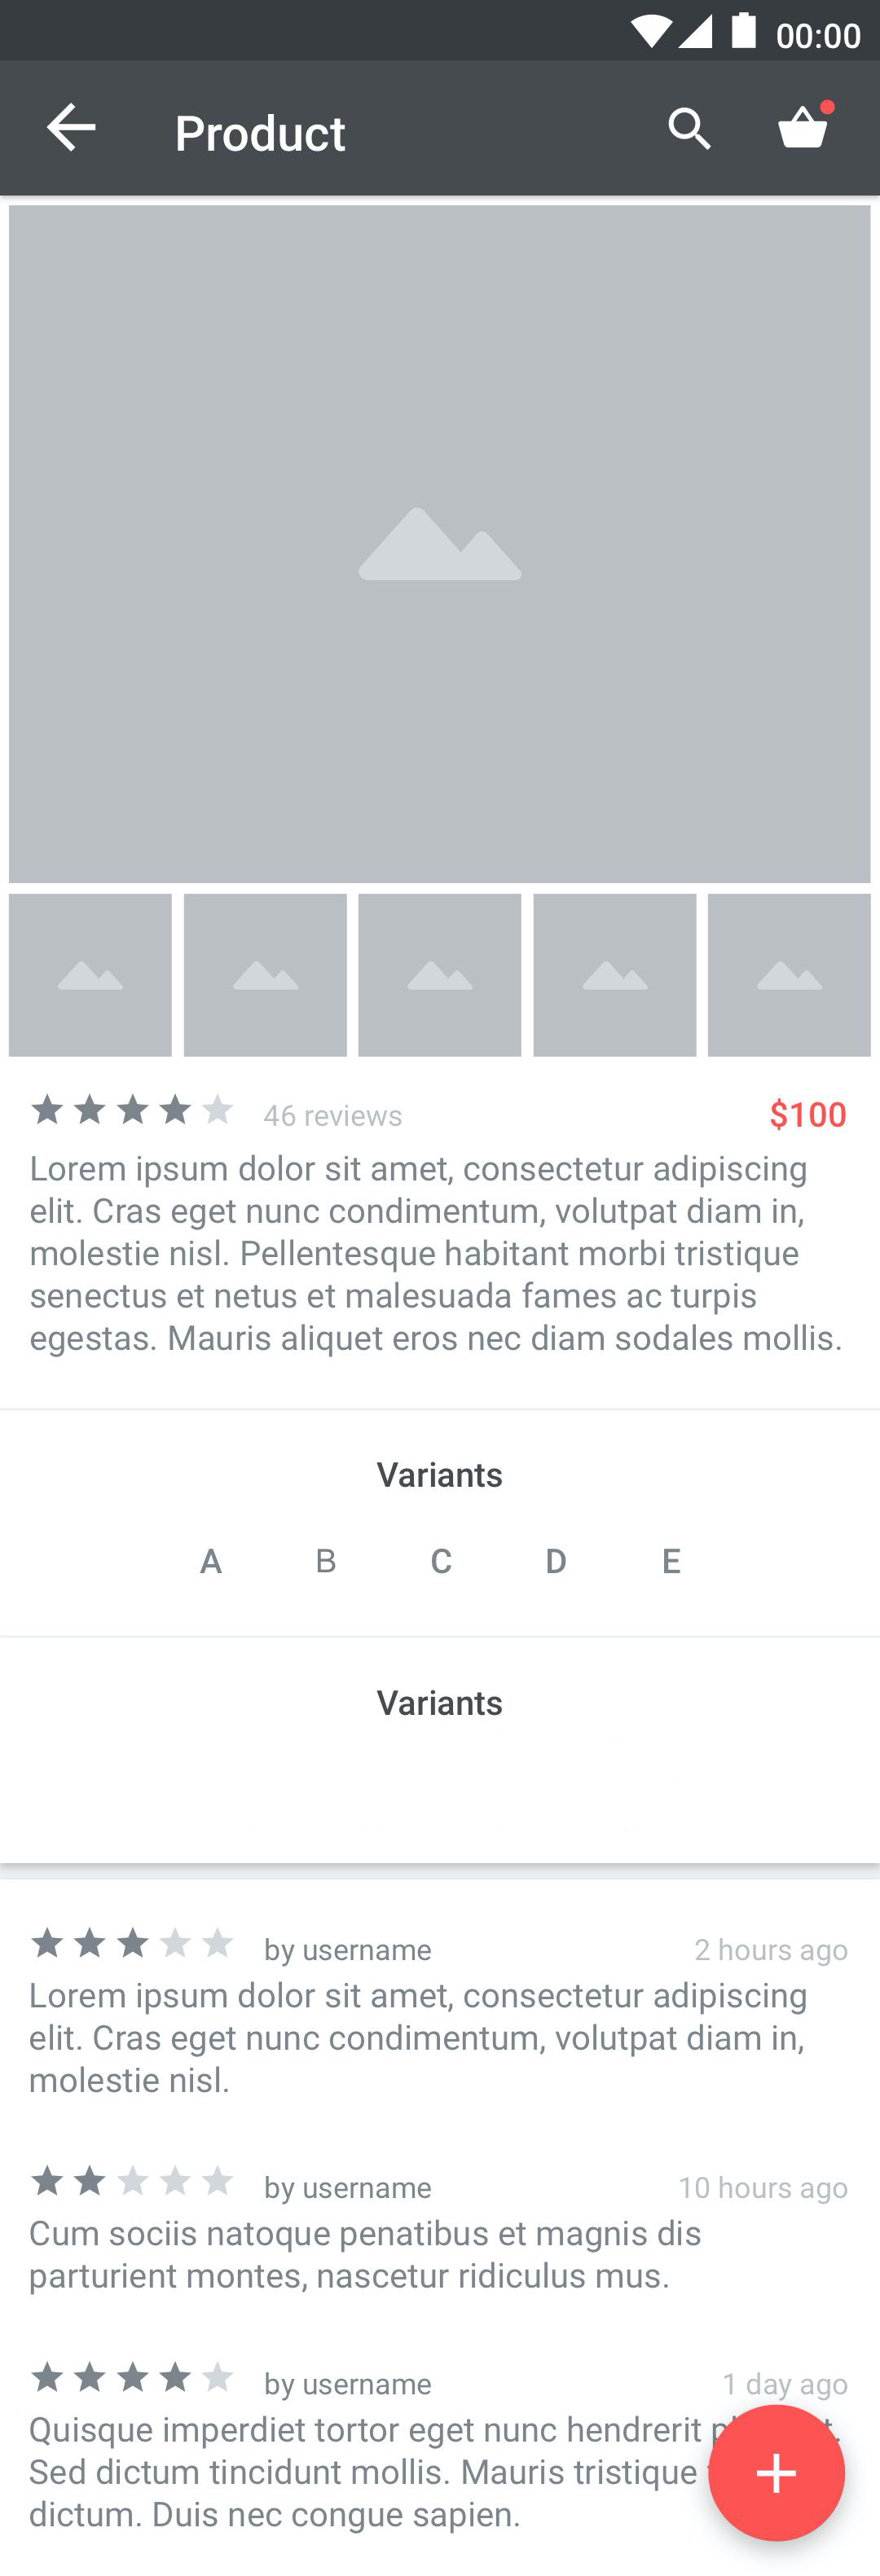 00:00
Product
46 reviews $100
Lorem ipsum dolor sit amet, consectetur adipiscing
elit. Cras eget nunc condimentum, volutpat diam in,
molestie nisl. Pellentesque habitant morbi tristique
senectus et netus et malesuada fames ac turpis
egestas. Mauris aliquet eros nec diam sodales mollis.
Variants
A B C D E
Variants
by username 2 hours ago
Lorem ipsum dolor sit amet, consectetur adipiscing
elit. Cras eget nunc condimentum, volutpat diam in,
molestie nisl.
by username 10 hours ago
Cum sociis natoque penatibus et magnis dis
parturient montes, nascetur ridiculus mus.
by username 1 day ago
Quisque imperdiet tortor eget nunc hendrerit
Sed dictum tincidunt mollis. Mauris tristique
dictum. Duis nec congue sapien.